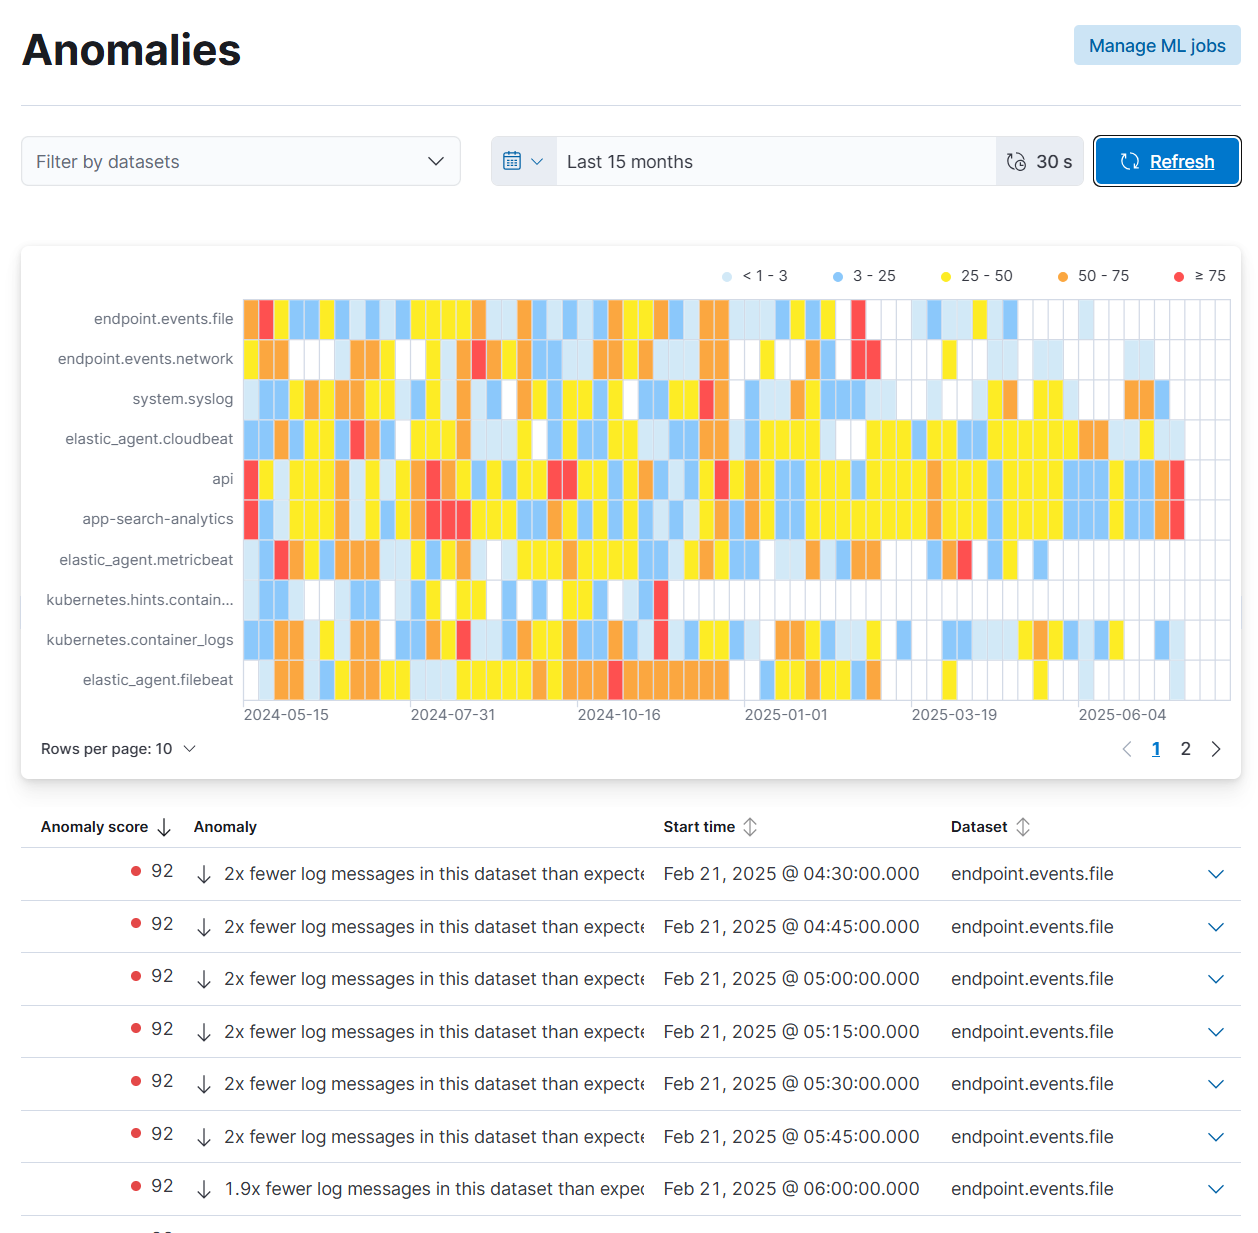 Anomalies
Manage ML jobs
Filter by datasets
Last 15 months
30 s
Refresh
< 1 - 3
3 - 25
25 - 50
50 - 75
≥ 75
endpoint.events.file
endpoint.events.network
system.syslog
elastic_agent.cloudbeat
api
app-search-analytics
elastic_agent.metricbeat
kubernetes.hints.contain...
kubernetes.container_logs
elastic_agent.filebeat
2024-05-15 2024-07-31 2024-10-16 2025-01-01 2025-03-19 2025-06-04
Rows per page: 10
1 2
Anomaly score Anomaly Start time Dataset
92 2x fewer log messages in this dataset than expecte Feb 21, 2025 @ 04:30:00.000 endpoint.events.file
92 2x fewer log messages in this dataset than expecte Feb 21, 2025 @ 04:45:00.000 endpoint.events.file
92 2x fewer log messages in this dataset than expecte Feb 21, 2025 @ 05:00:00.000 endpoint.events.file
92 2x fewer log messages in this dataset than expecte Feb 21, 2025 @ 05:15:00.000 endpoint.events.file
92 2x fewer log messages in this dataset than expecte Feb 21, 2025 @ 05:30:00.000 endpoint.events.file
92 2x fewer log messages in this dataset than expecte Feb 21, 2025 @ 05:45:00.000 endpoint.events.file
92 1.9x fewer log messages in this dataset than expec Feb 21, 2025 @ 06:00:00.000 endpoint.events.file